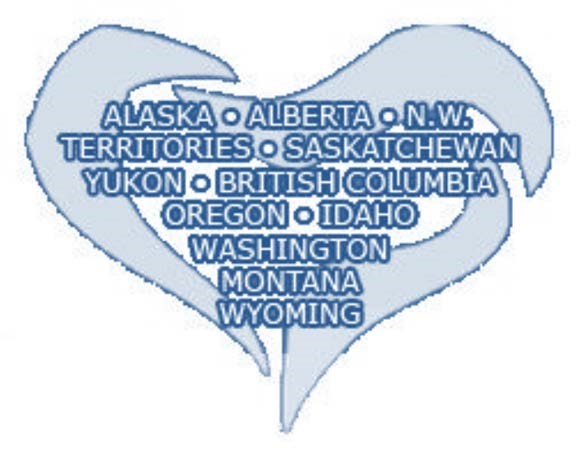 ALASKA • ALBERTA • N.W.
TERRITORIES • SASKATCHEWAN
YUKON • BRITISH COLUMBIA
OREGON • IDAHO
WASHINGTON
MONTANA
WYOMING